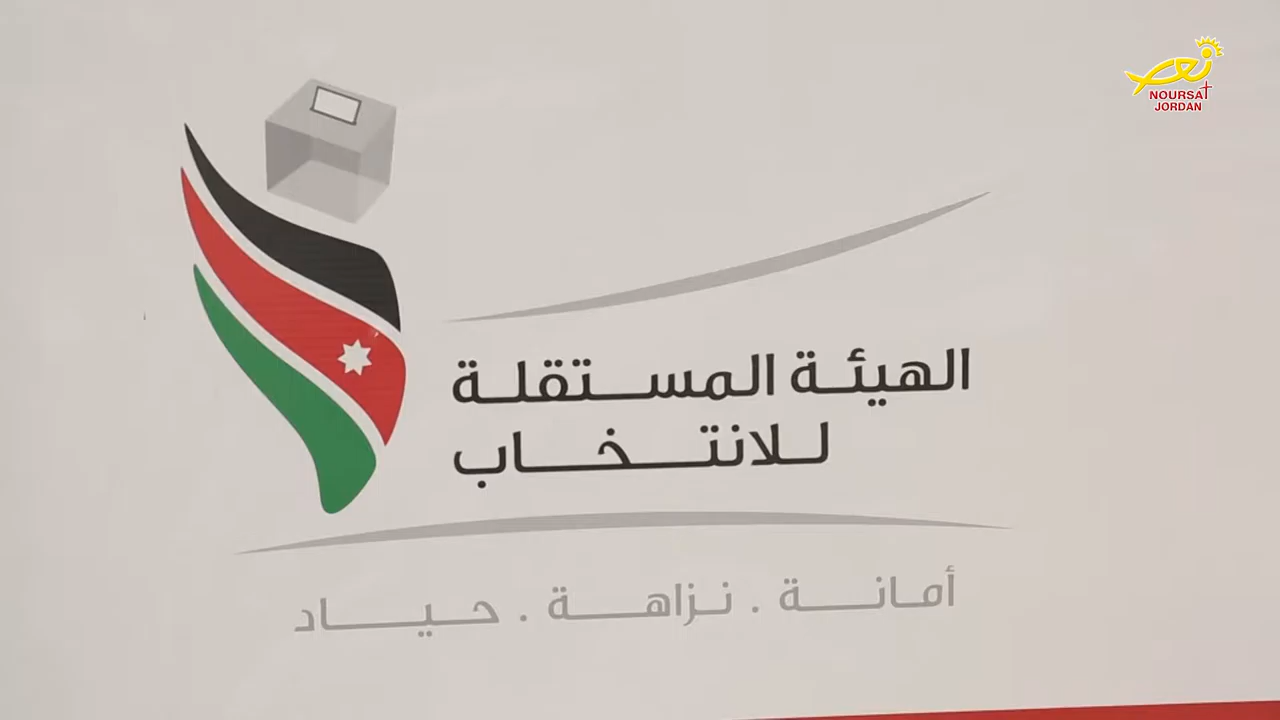 NOURSAT
JORDAN
الهيئة المستقلة
للانتخاب
أمانة . نزاهة . حياد